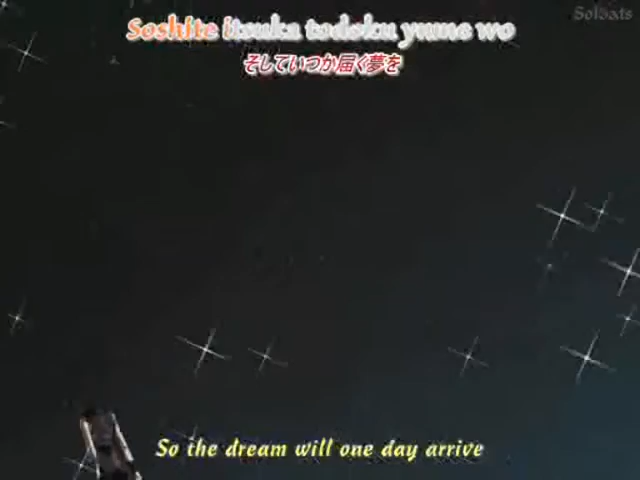 Soldats
Soshite itsuka todoku yume wo
そしていつか届く夢を
So the dream will one day arrive